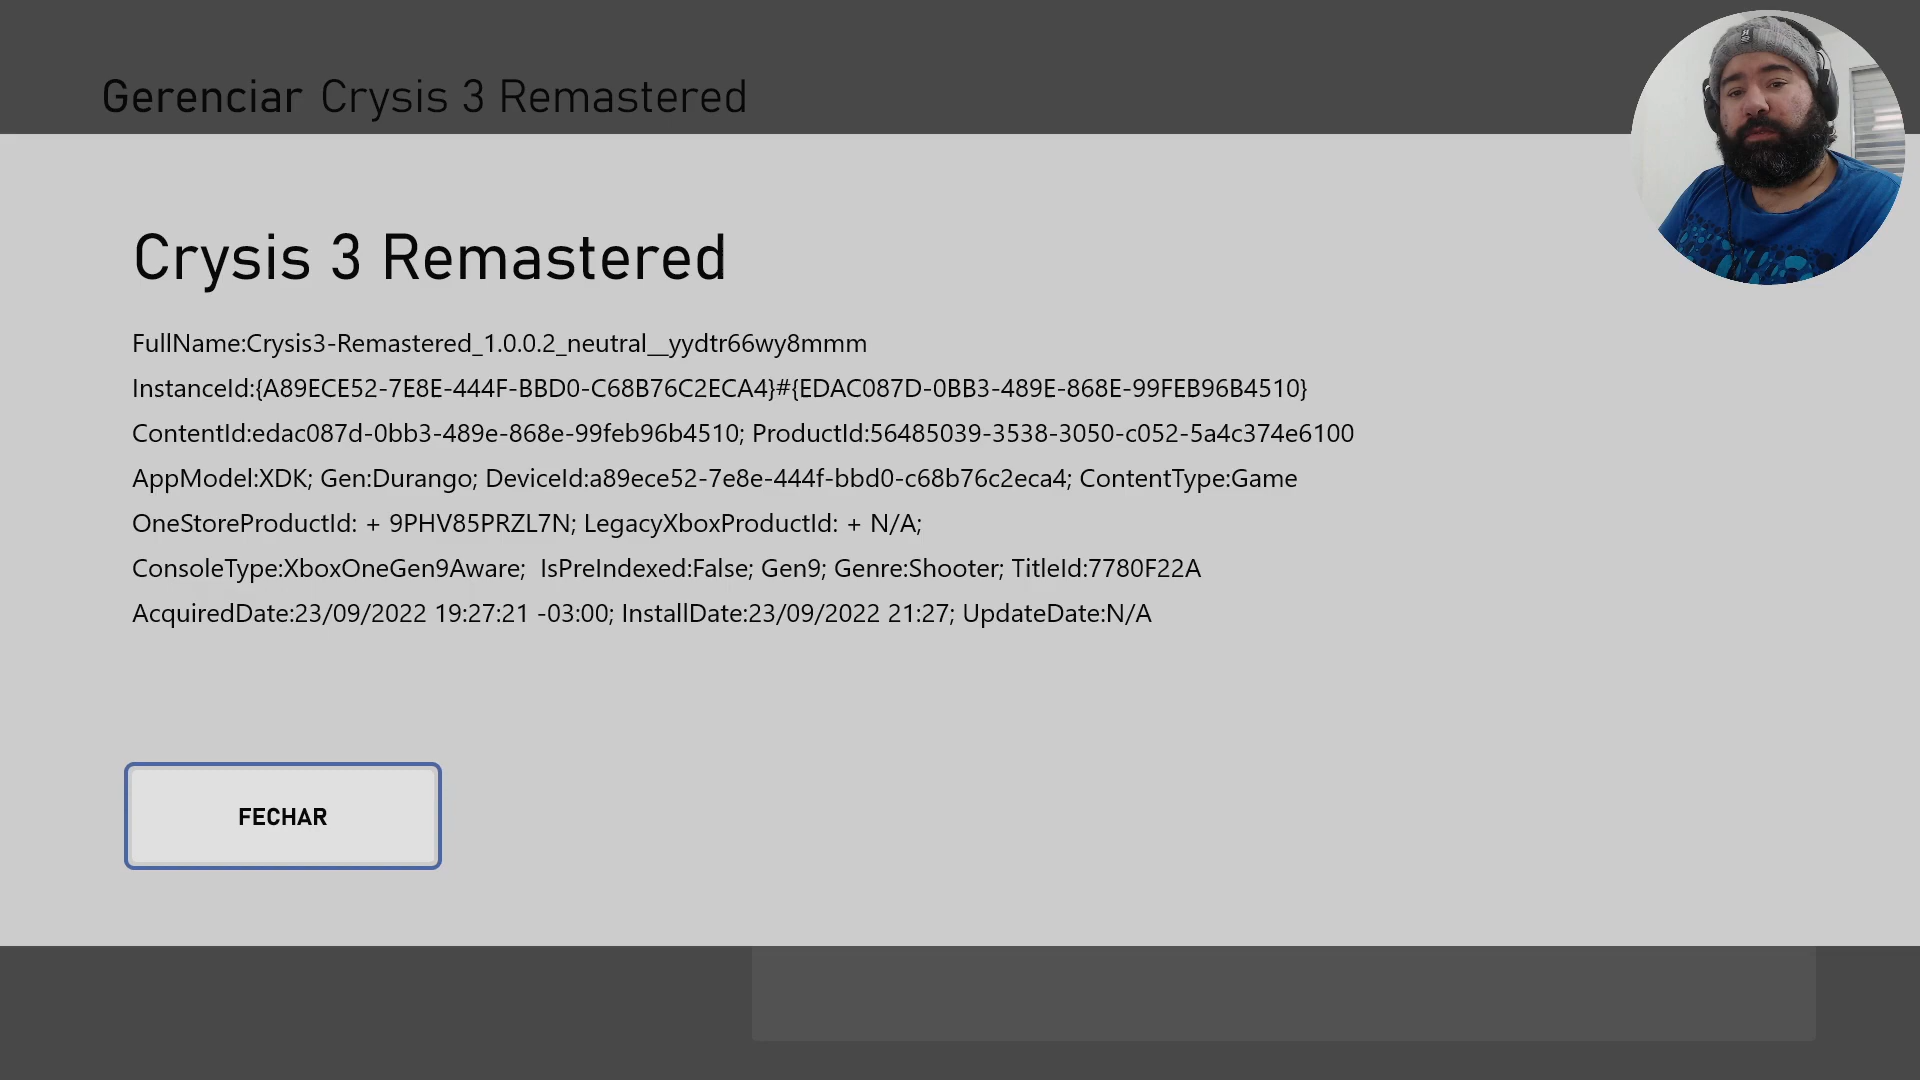 Gerenciar Crysis 3 Remastered
Crysis 3 Remastered
FullName:Crysis3-Remastered_1.0.0.2_neutral__yydtr66wy8mmm
InstanceId:{A89ECE52-7E8E-444F-BBD0-C68B76C2ECA4}#{EDAC087D-0BB3-489E-868E-99FEB96B4510}
ContentId:edac087d-0bb3-489e-868e-99feb96b4510; ProductId:56485039-3538-3050-c052-5a4c374e6100
AppModel:XDK; Gen:Durango; DeviceId:a89ece52-7e8e-444f-bbd0-c68b76c2eca4; ContentType:Game
OneStoreProductId: + 9PHV85PRZL7N; LegacyXboxProductId: + N/A;
ConsoleType:XboxOneGen9Aware;  IsPreIndexed:False; Gen9; Genre:Shooter; TitleId:7780F22A
AcquiredDate:23/09/2022 19:27:21 -03:00; InstallDate:23/09/2022 21:27; UpdateDate:N/A
FECHAR